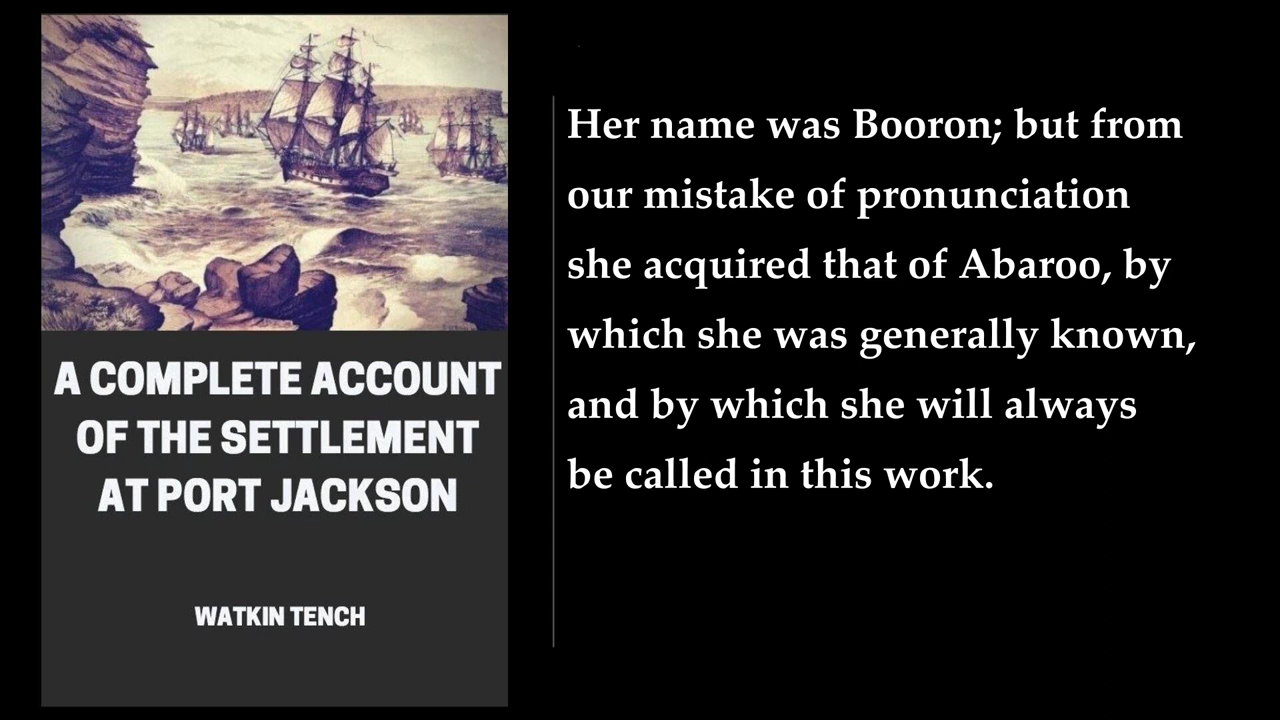 A COMPLETE ACCOUNT
OF THE SETTLEMENT
AT PORT JACKSON
WATKIN TENCH
Her name was Booron; but from
our mistake of pronunciation
she acquired that of Abaroo, by
which she was generally known,
and by which she will always
be called in this work.